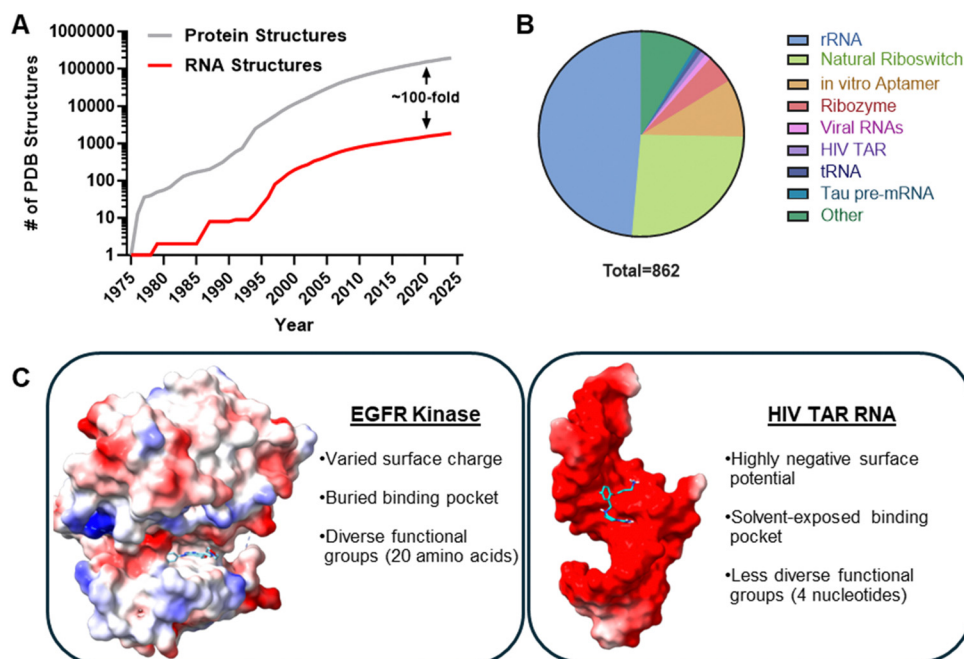 A
Protein Structures
RNA Structures
~100-fold
# of PDB Structures
1000000
100000
10000
1000
100
10
1
1975
1980
1985
1990
1995
2000
2005
2010
2015
2020
2025
Year
B
rRNA
Natural Riboswitch
in vitro Aptamer
Ribozyme
Viral RNAs
HIV TAR
tRNA
Tau pre-mRNA
Other
Total=862
C
EGFR Kinase
•Varied surface charge
•Buried binding pocket
•Diverse functional
groups (20 amino acids)
HIV TAR RNA
•Highly negative surface
potential
•Solvent-exposed binding
pocket
•Less diverse functional
groups (4 nucleotides)